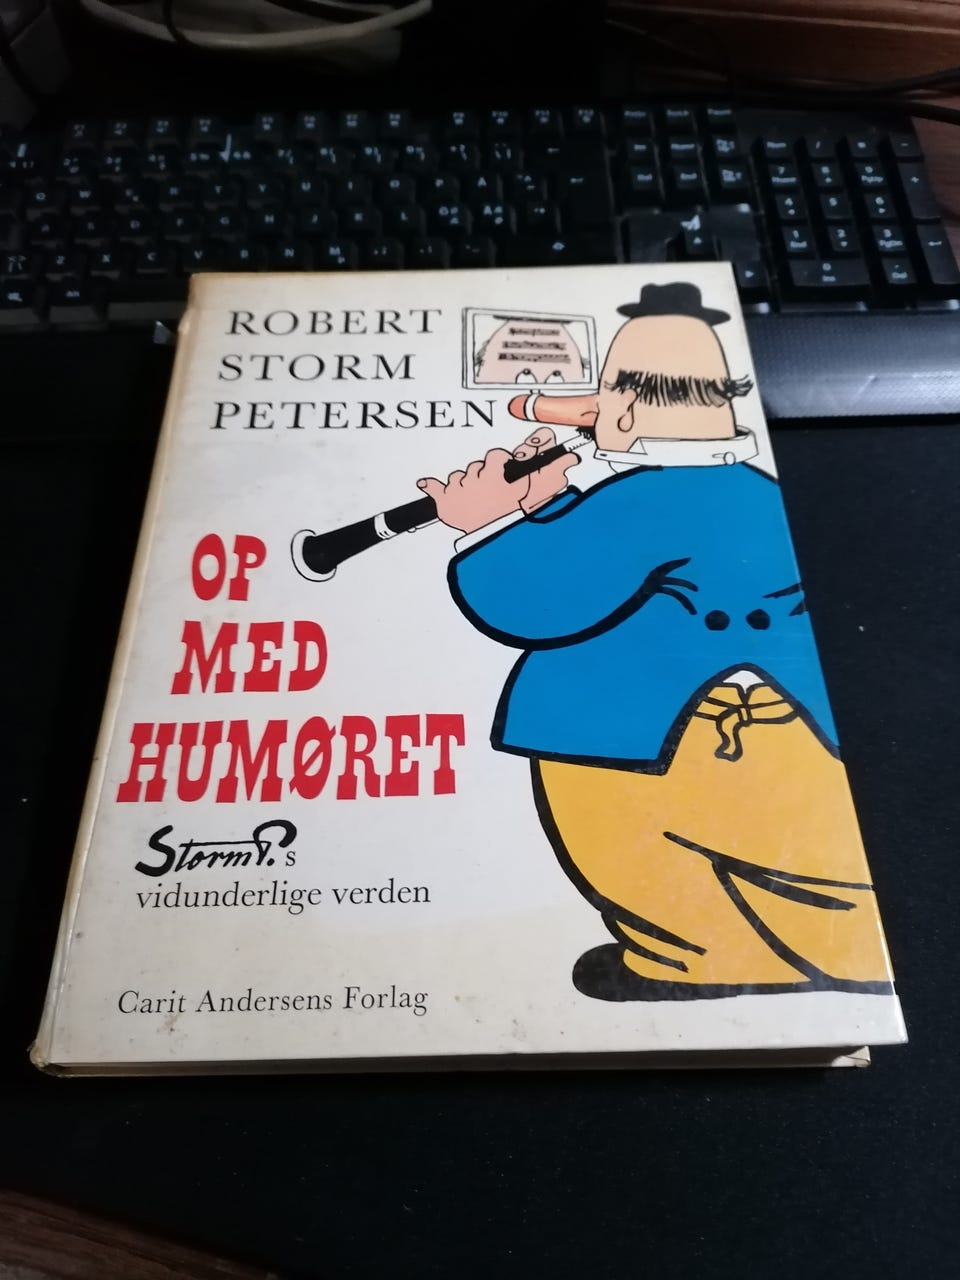 ROBERT
STORM
PETERSEN
OP
MED
HUMØRET
Storm P.s
vidunderlige verden
Carit Andersens Forlag